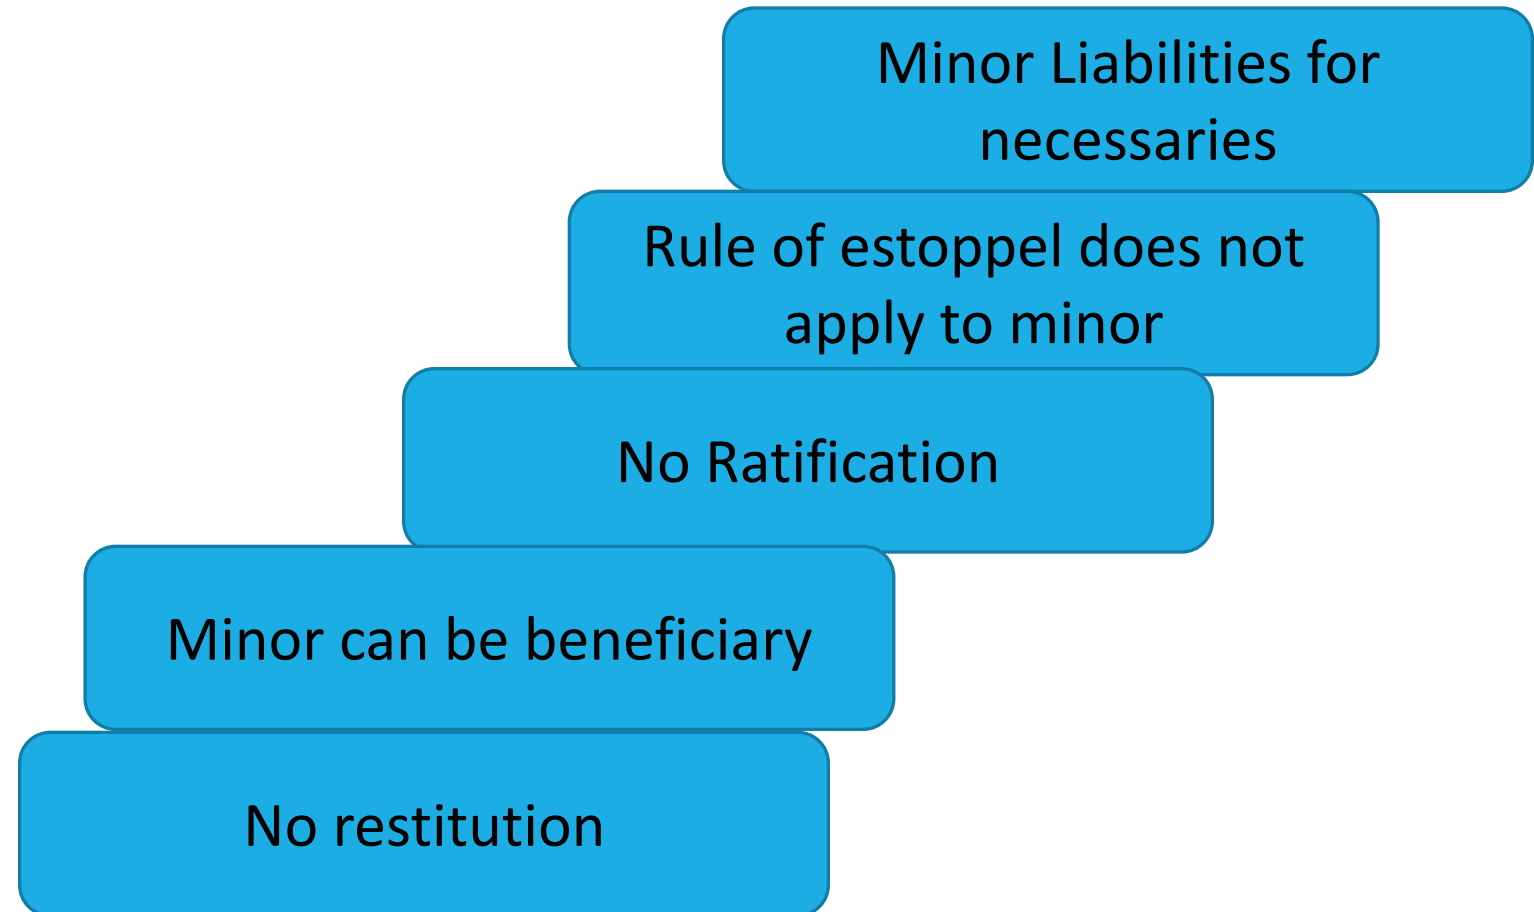 Minor Liabilities for
necessaries
Rule of estoppel does not
apply to minor
No Ratification
Minor can be beneficiary
No restitution